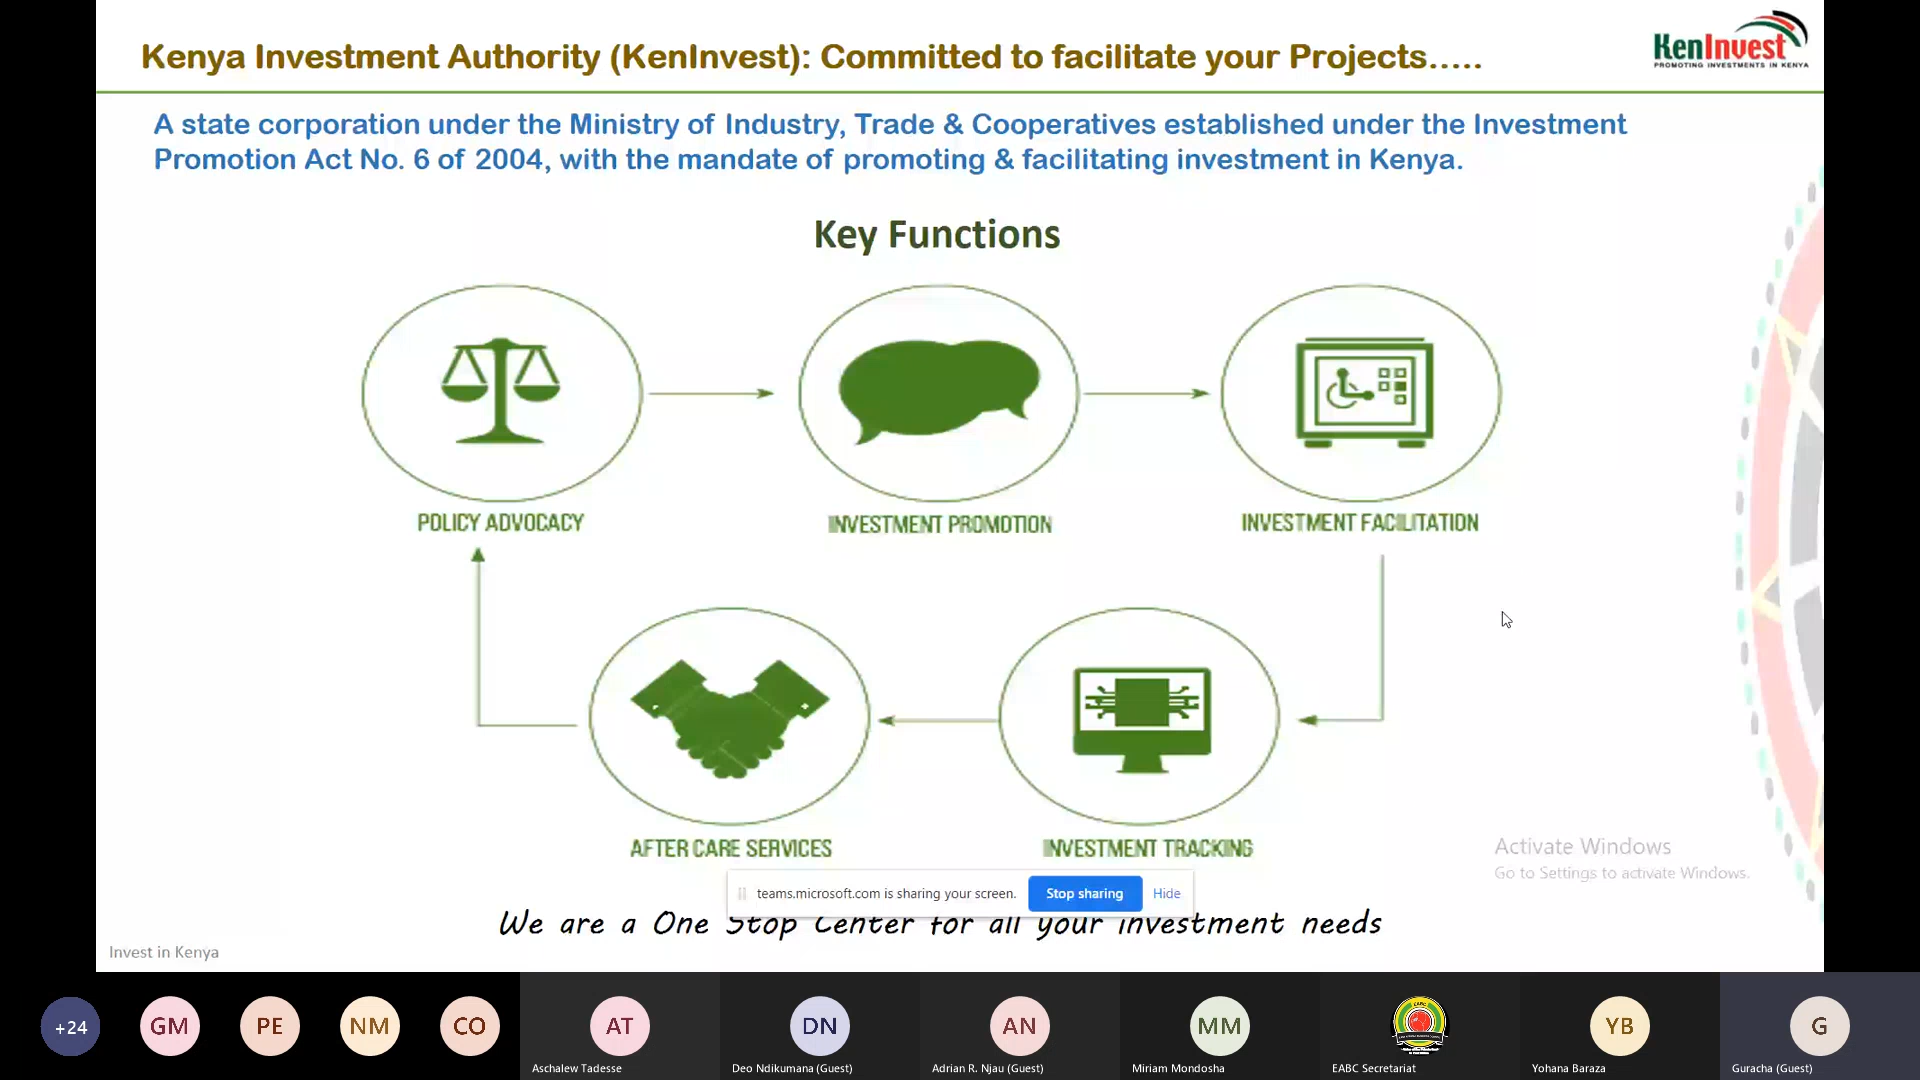 Kenya Investment Authority (KenInvest): Committed to facilitate your Projects.....
KenInvest
PROMOTING INVESTMENTS IN KENYA
A state corporation under the Ministry of Industry, Trade & Cooperatives established under the Investment
Promotion Act No. 6 of 2004, with the mandate of promoting & facilitating investment in Kenya.
Key Functions
POLICY ADVOCACY
INVESTMENT PROMOTION
INVESTMENT FACILITATION
AFTER CARE SERVICES
INVESTMENT TRACKING
Activate Windows
Go to Settings to activate Windows.
teams.microsoft.com is sharing your screen.
Stop sharing
Hide
We are a One Stop Center for all your investment needs
Invest in Kenya
+24
GM
PE
NM
CO
AT
DN
AN
MM
EABC
YB
G
Aschalew Tadesse
Deo Ndikumana (Guest)
Adrian R. Njau (Guest)
Miriam Mondosha
EABC Secretariat
Yohana Baraza
Guracha (Guest)